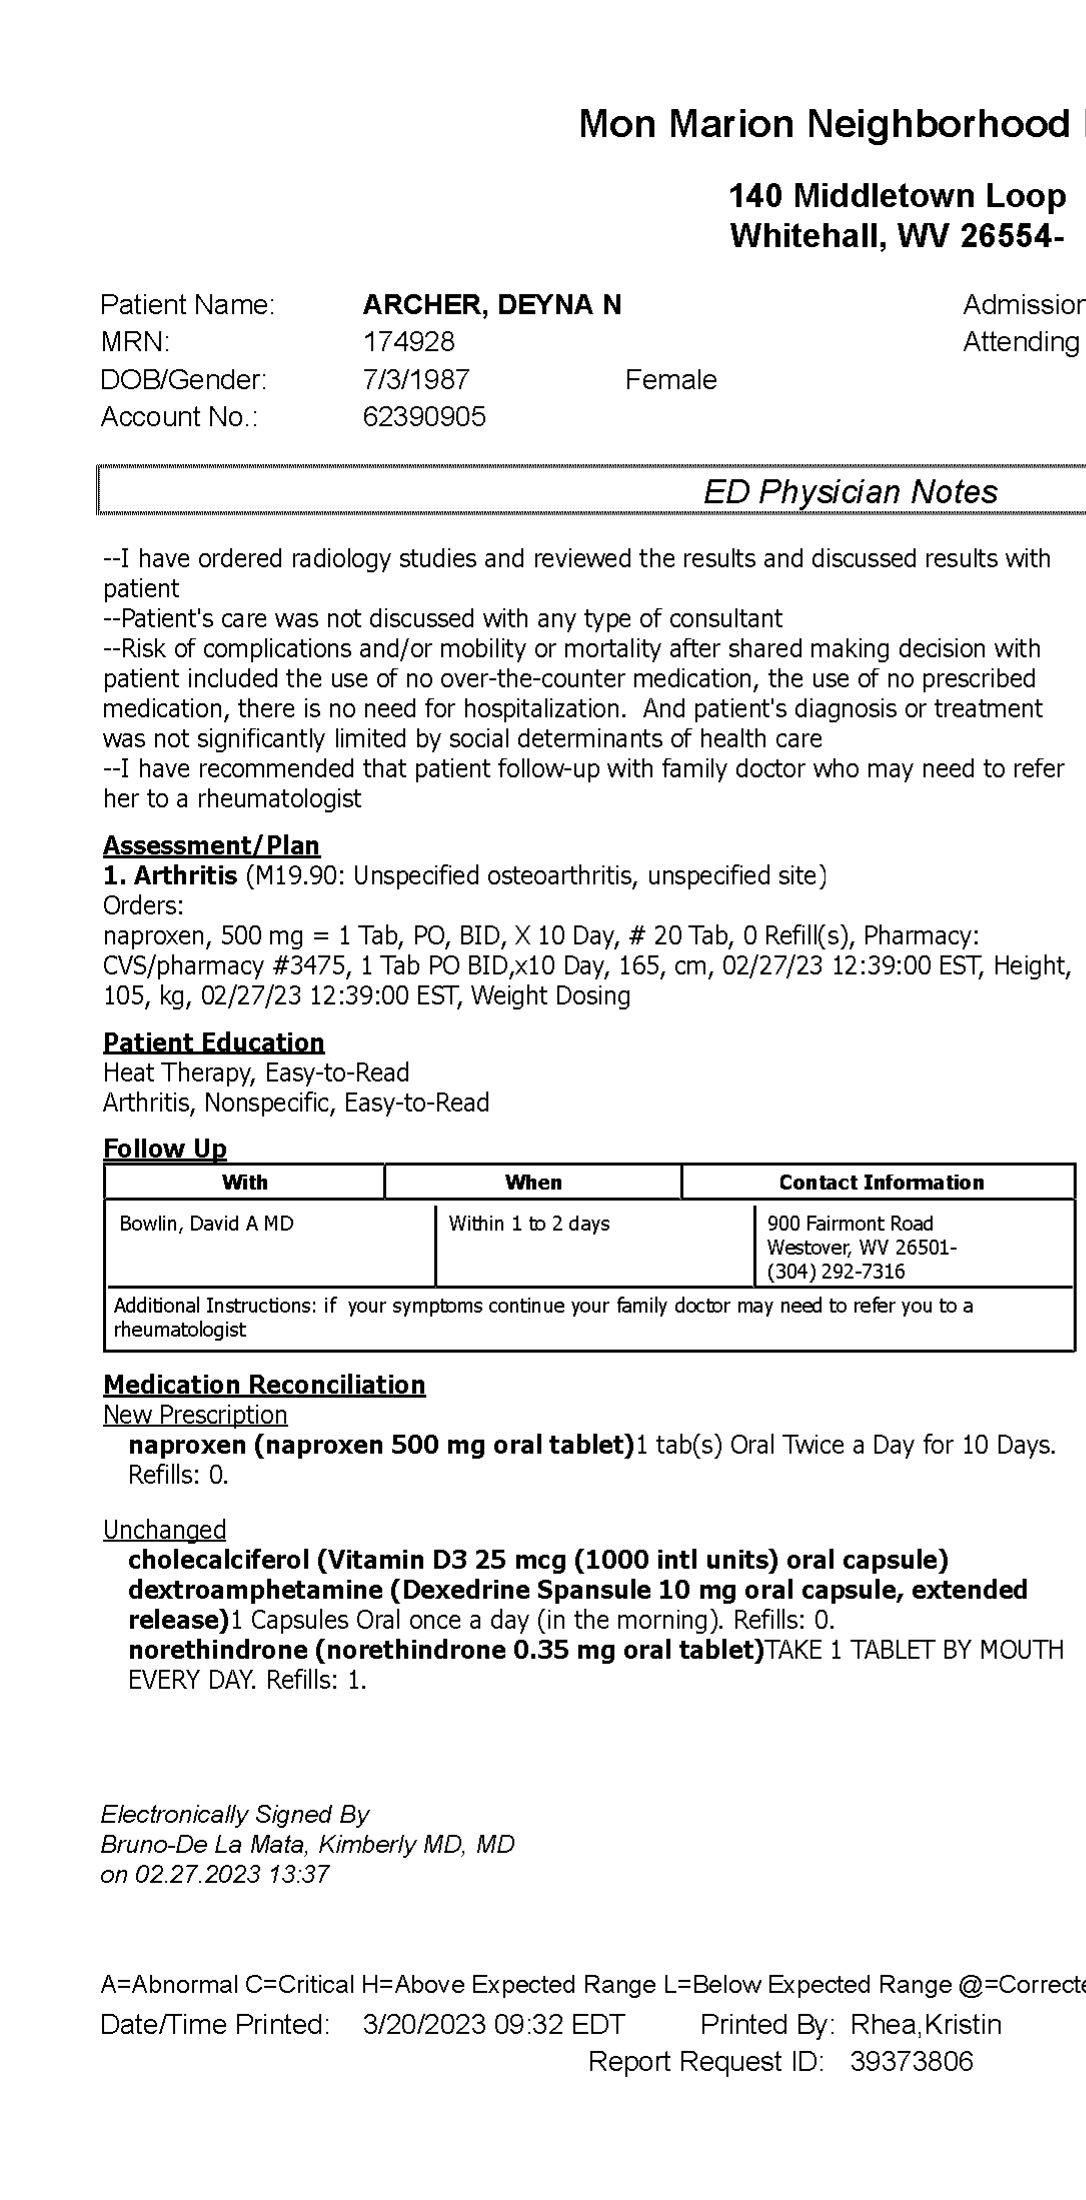 Mon Marion Neighborhood
140 Middletown Loop
Whitehall, WV 26554-
Patient Name: ARCHER, DEYNA N Admission
MRN: 174928 Attending
DOB/Gender: 7/3/1987 Female
Account No.: 62390905
ED Physician Notes
--I have ordered radiology studies and reviewed the results and discussed results with
patient
--Patient's care was not discussed with any type of consultant
--Risk of complications and/or mobility or mortality after shared making decision with
patient included the use of no over-the-counter medication, the use of no prescribed
medication, there is no need for hospitalization.  And patient's diagnosis or treatment
was not significantly limited by social determinants of health care
--I have recommended that patient follow-up with family doctor who may need to refer
her to a rheumatologist
Assessment/Plan
1. Arthritis (M19.90: Unspecified osteoarthritis, unspecified site)
Orders:
naproxen, 500 mg = 1 Tab, PO, BID, X 10 Day, # 20 Tab, 0 Refill(s), Pharmacy:
CVS/pharmacy #3475, 1 Tab PO BID,x10 Day, 165, cm, 02/27/23 12:39:00 EST, Height,
105, kg, 02/27/23 12:39:00 EST, Weight Dosing
Patient Education
Heat Therapy, Easy-to-Read
Arthritis, Nonspecific, Easy-to-Read
Follow Up
With When Contact Information
Bowlin, David A MD Within 1 to 2 days 900 Fairmont Road
Westover, WV 26501-
(304) 292-7316
Additional Instructions: if  your symptoms continue your family doctor may need to refer you to a
rheumatologist
Medication Reconciliation
New Prescription
naproxen (naproxen 500 mg oral tablet)1 tab(s) Oral Twice a Day for 10 Days.
Refills: 0.
Unchanged
cholecalciferol (Vitamin D3 25 mcg (1000 intl units) oral capsule)
dextroamphetamine (Dexedrine Spansule 10 mg oral capsule, extended
release)1 Capsules Oral once a day (in the morning). Refills: 0.
norethindrone (norethindrone 0.35 mg oral tablet)TAKE 1 TABLET BY MOUTH
EVERY DAY. Refills: 1.
Electronically Signed By
Bruno-De La Mata, Kimberly MD, MD
on 02.27.2023 13:37
A=Abnormal C=Critical H=Above Expected Range L=Below Expected Range @=Correcte
Date/Time Printed: 3/20/2023 09:32 EDT Printed By: Rhea,Kristin
Report Request ID: 39373806